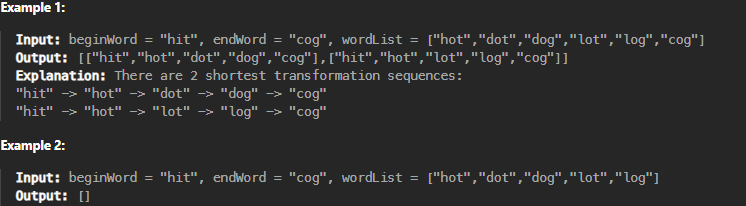 Example 1:
Input: beginWord = "hit", endWord = "cog", wordList = ["hot","dot","dog","lot","log","cog"]
Output: [["hit","hot","dot","dog","cog"],["hit","hot","lot","log","cog"]]
Explanation: There are 2 shortest transformation sequences:
"hit" -> "hot" -> "dot" -> "dog" -> "cog"
"hit" -> "hot" -> "lot" -> "log" -> "cog"
Example 2:
Input: beginWord = "hit", endWord = "cog", wordList = ["hot","dot","dog","lot","log"]
Output: []